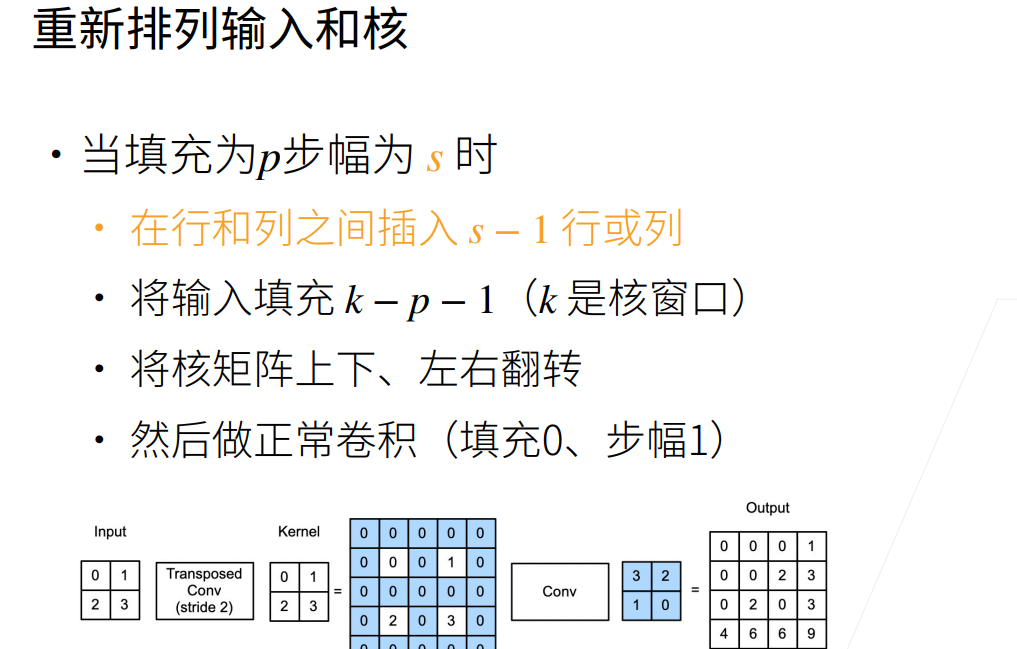 重新排列输入和核
• 当填充为p步幅为 s 时
• 在行和列之间插入 s – 1 行或列
• 将输入填充 k – p – 1（k 是核窗口）
• 将核矩阵上下、左右翻转
• 然后做正常卷积（填充0、步幅1）
Input
0 1
2 3
Transposed
Conv
(stride 2)
Kernel
0 1
2 3
=
0 0 0 0 0
0 0 0 1 0
0 0 0 0 0
0 2 0 3 0
0 0 0 0 0
Conv
3 2
1 0
=
Output
0 0 0 1
0 0 2 3
0 2 0 3
4 6 6 9